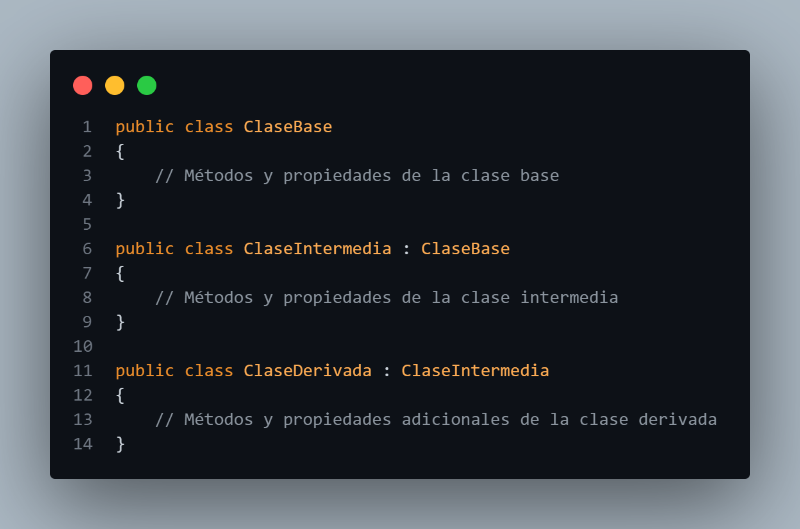 1 public class ClaseBase
2 {
3 // Métodos y propiedades de la clase base
4 }
5
6 public class ClaseIntermedia : ClaseBase
7 {
8 // Métodos y propiedades de la clase intermedia
9 }
10
11 public class ClaseDerivada : ClaseIntermedia
12 {
13 // Métodos y propiedades adicionales de la clase derivada
14 }